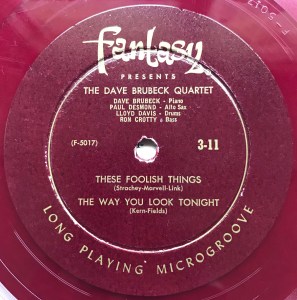 Fantasy
PRESENTS
THE DAVE BRUBECK QUARTET
DAVE BRUBECK - Piano
PAUL DESMOND - Alto Sax
LLOYD DAVIS - Drums
RON CROTTY - Bass
(F-5017)
3-11
THESE FOOLISH THINGS
(Strachey-Marvell-Link)
THE WAY YOU LOOK TONIGHT
(Kern-Fields)
LONG PLAYING MICROGROOVE
F-5017